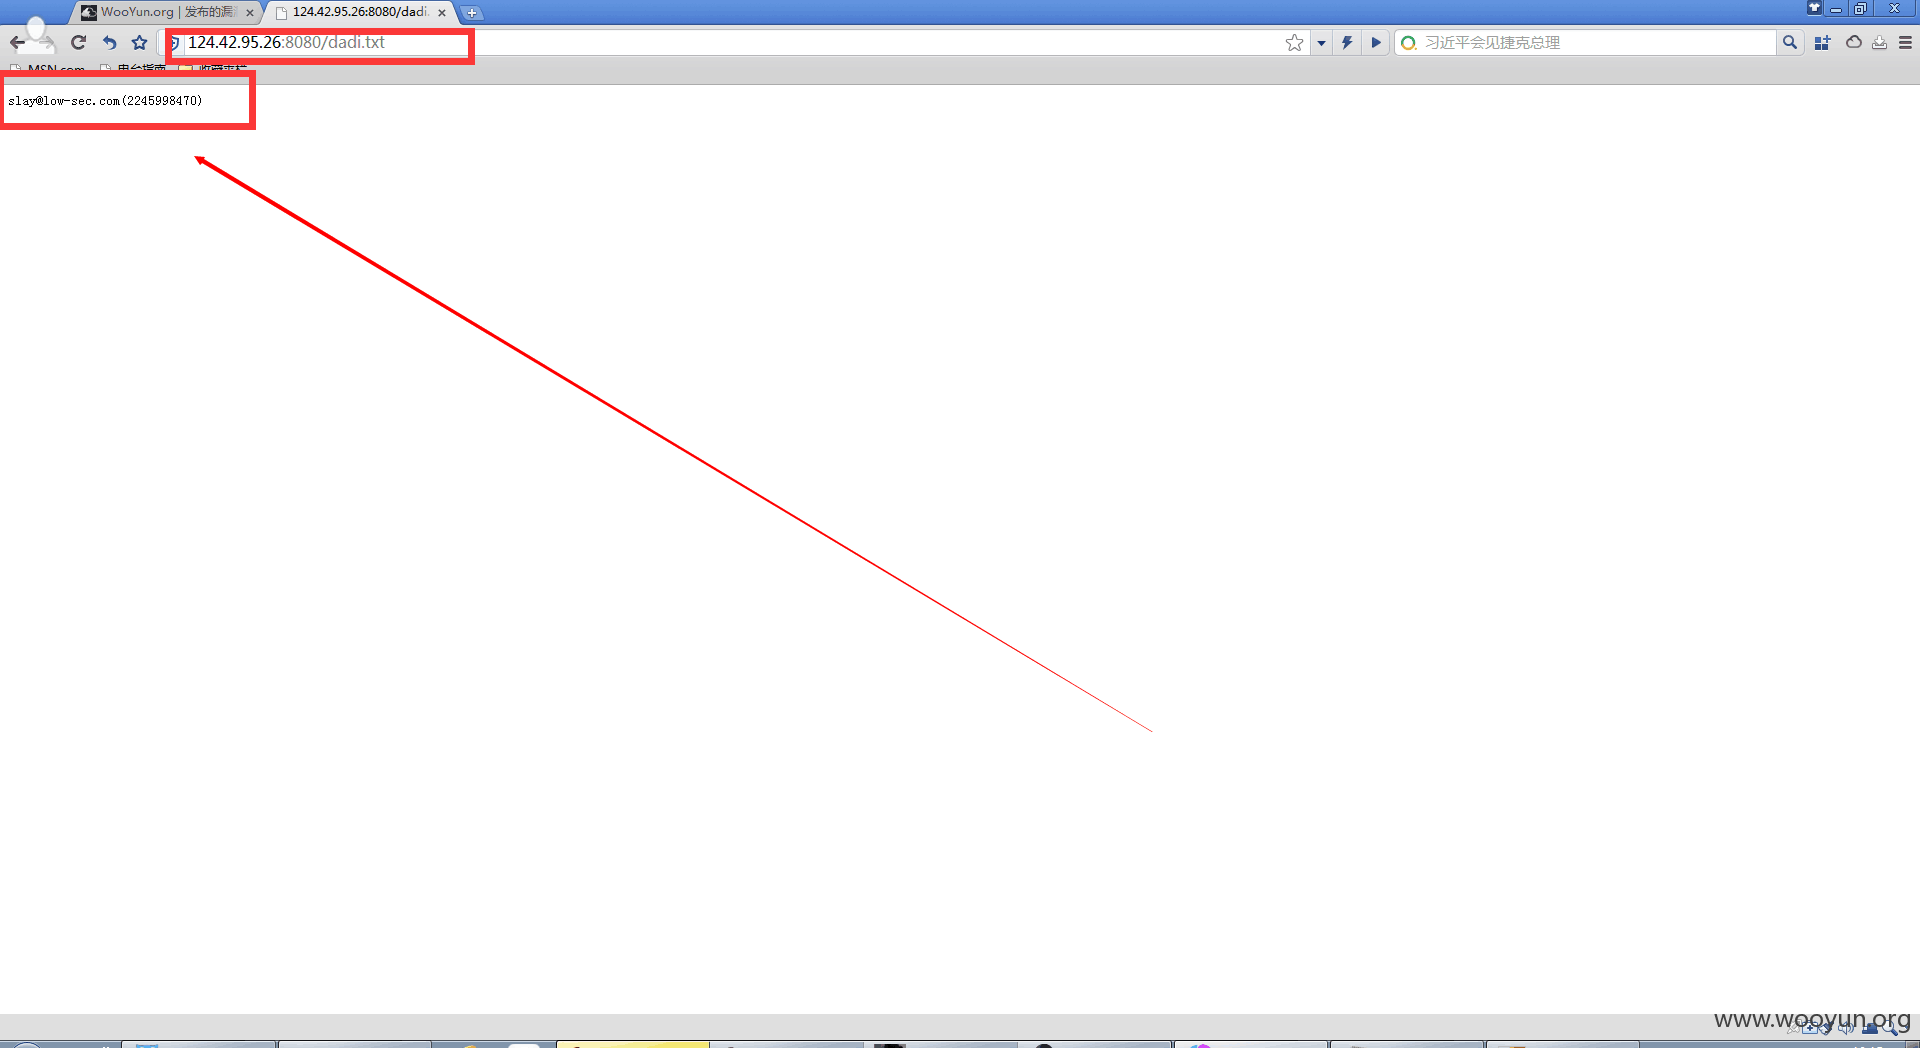 WooYun.org | 发布的漏
124.42.95.26:8080/dadi.
124.42.95.26:8080/dadi.txt
习近平会见捷克总理
MSN.com
电台指南
收藏夹栏
slay@low-sec.com(2245998470)
www.wooyun.org